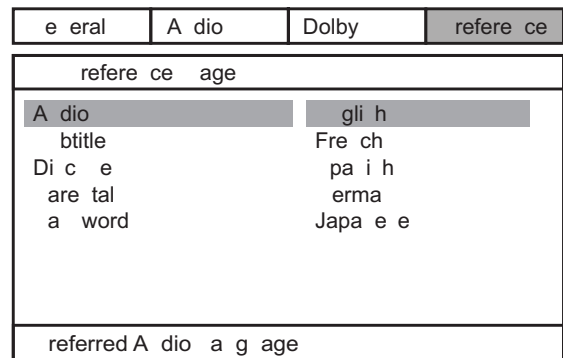 e eral A dio Dolby refere ce
refere ce age
A dio gli h
btitle Fre ch
Di c e pa i h
are tal erma
a word Japa e e
referred A dio a g age